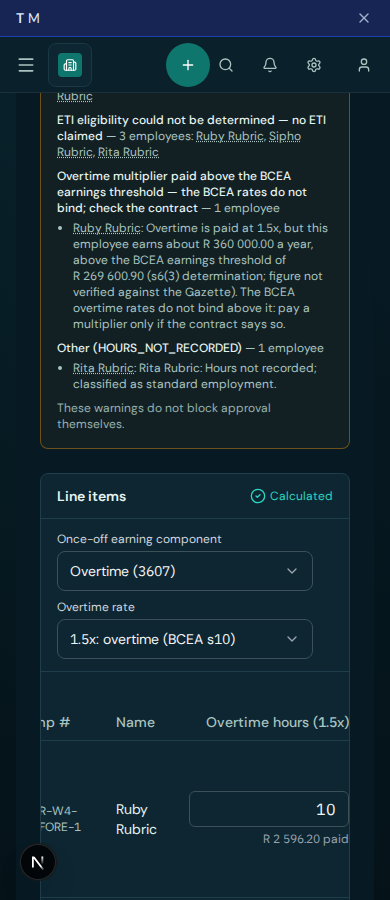 T M
Rubric
ETI eligibility could not be determined — no ETI
claimed — 3 employees: Ruby Rubric, Sipho
Rubric, Rita Rubric
Overtime multiplier paid above the BCEA
earnings threshold — the BCEA rates do not
bind; check the contract — 1 employee
• Ruby Rubric: Overtime is paid at 1.5x, but this
employee earns about R 360 000.00 a year,
above the BCEA earnings threshold of
R 269 600.90 (s6(3) determination; figure not
verified against the Gazette). The BCEA
overtime rates do not bind above it: pay a
multiplier only if the contract says so.
Other (HOURS_NOT_RECORDED) — 1 employee
• Rita Rubric: Rita Rubric: Hours not recorded;
classified as standard employment.
These warnings do not block approval
themselves.
Line items
Calculated
Once-off earning component
Overtime (3607)
Overtime rate
1.5x: overtime (BCEA s10)
mp # Name Overtime hours (1.5x)
R-W4-
FORE-1
Ruby
Rubric
10
R 2 596.20 paid
N